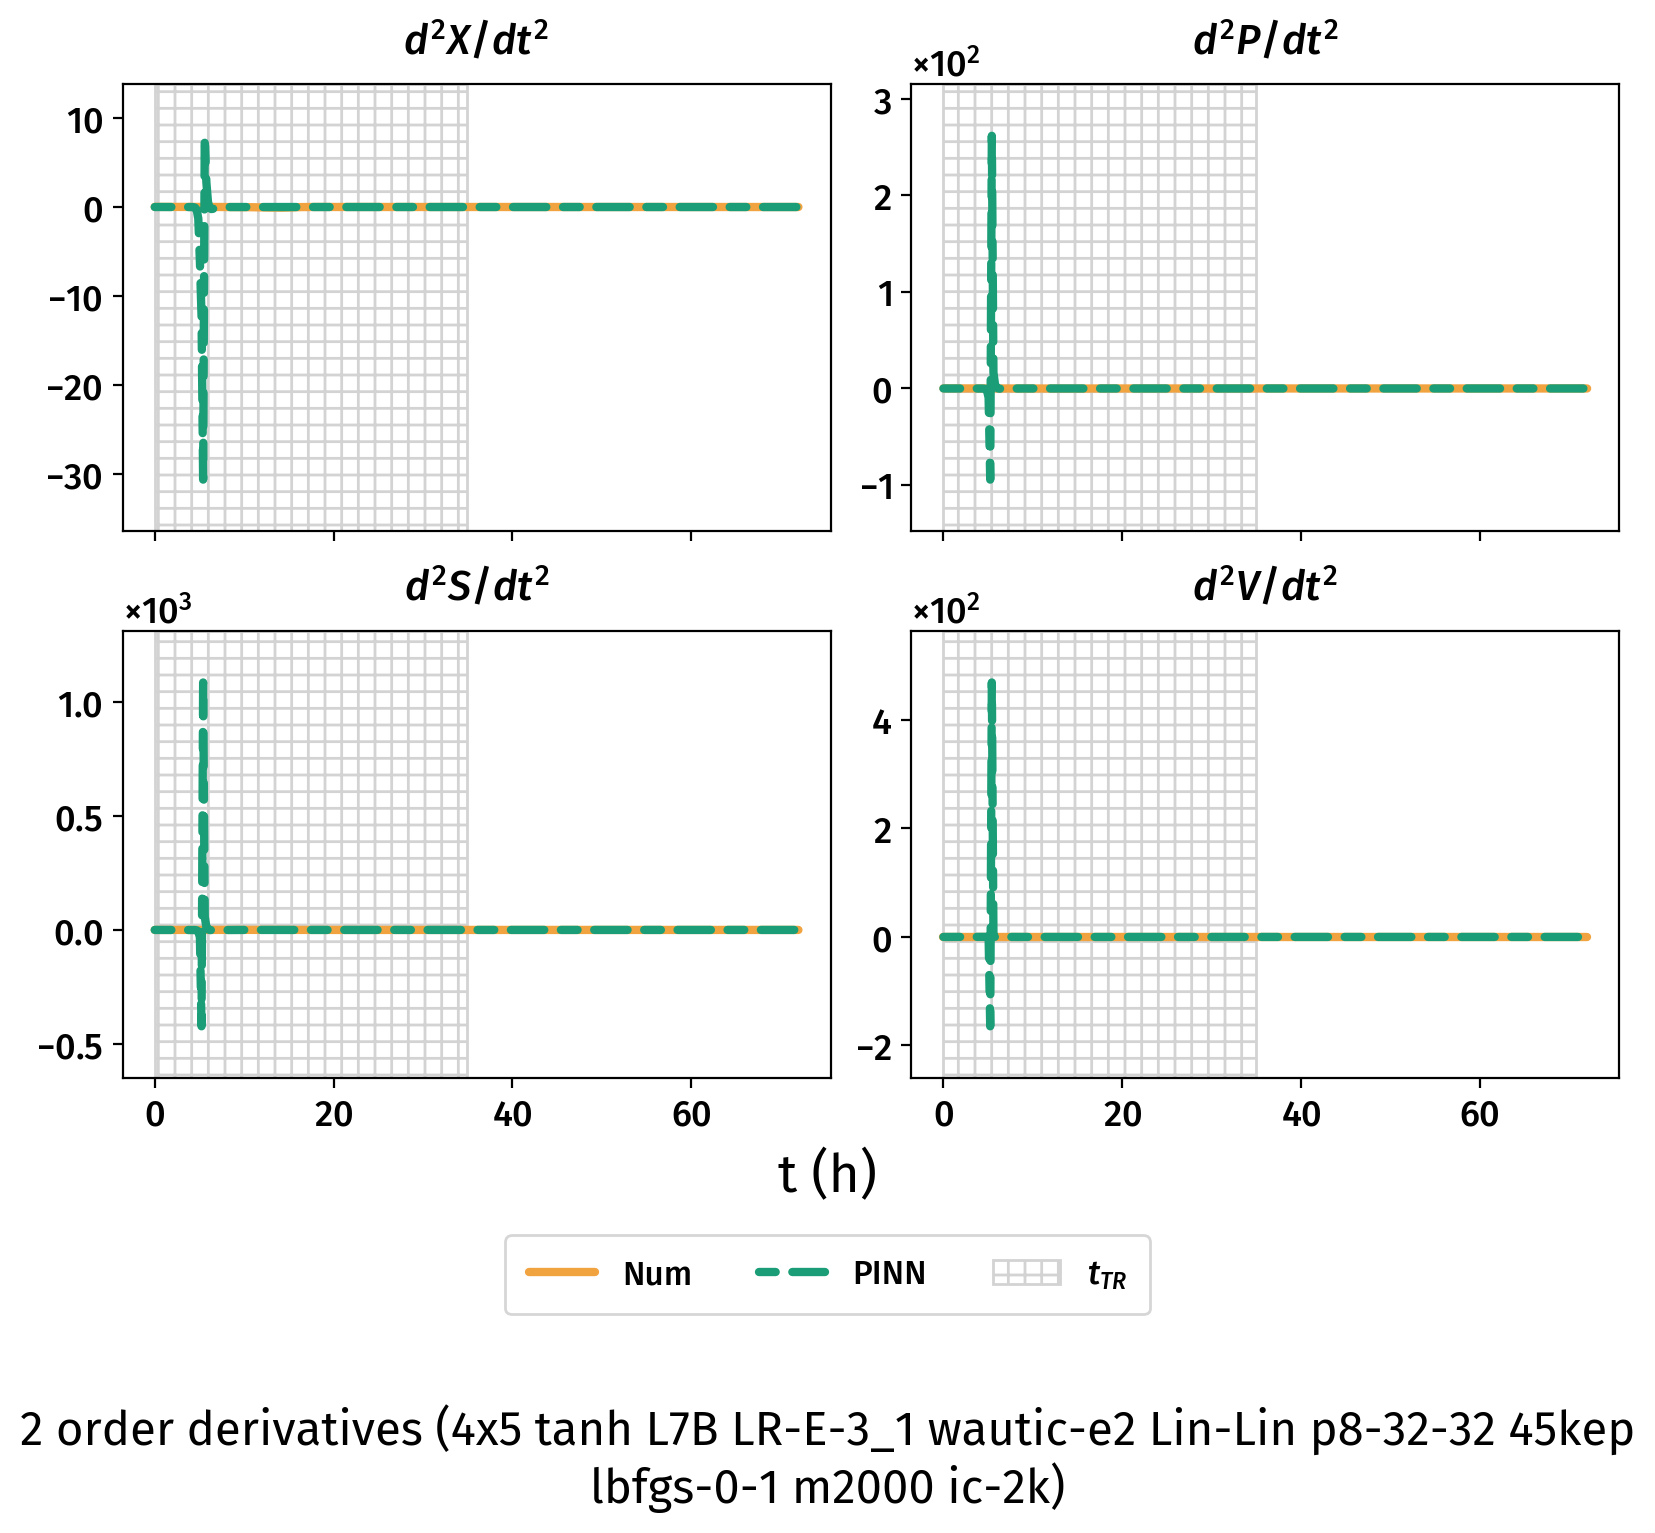 d²X/dt²
10
0
−10
−20
−30
d²P/dt²
×10²
3
2
1
0
−1
d²S/dt²
×10³
1.0
0.5
0.0
−0.5
0 20 40 60
d²V/dt²
×10²
4
2
0
−2
0 20 40 60
t (h)
Num PINN t_TR
2 order derivatives (4x5 tanh L7B LR-E-3_1 wautic-e2 Lin-Lin p8-32-32 45kep
lbfgs-0-1 m2000 ic-2k)